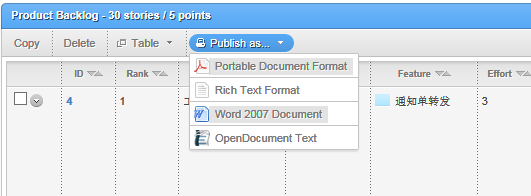 Product Backlog - 30 stories / 5 points
Copy Delete Table Publish as...
Portable Document Format
Rich Text Format
Word 2007 Document
OpenDocument Text
ID Rank Feature Effort
4 1 通知单转发 3